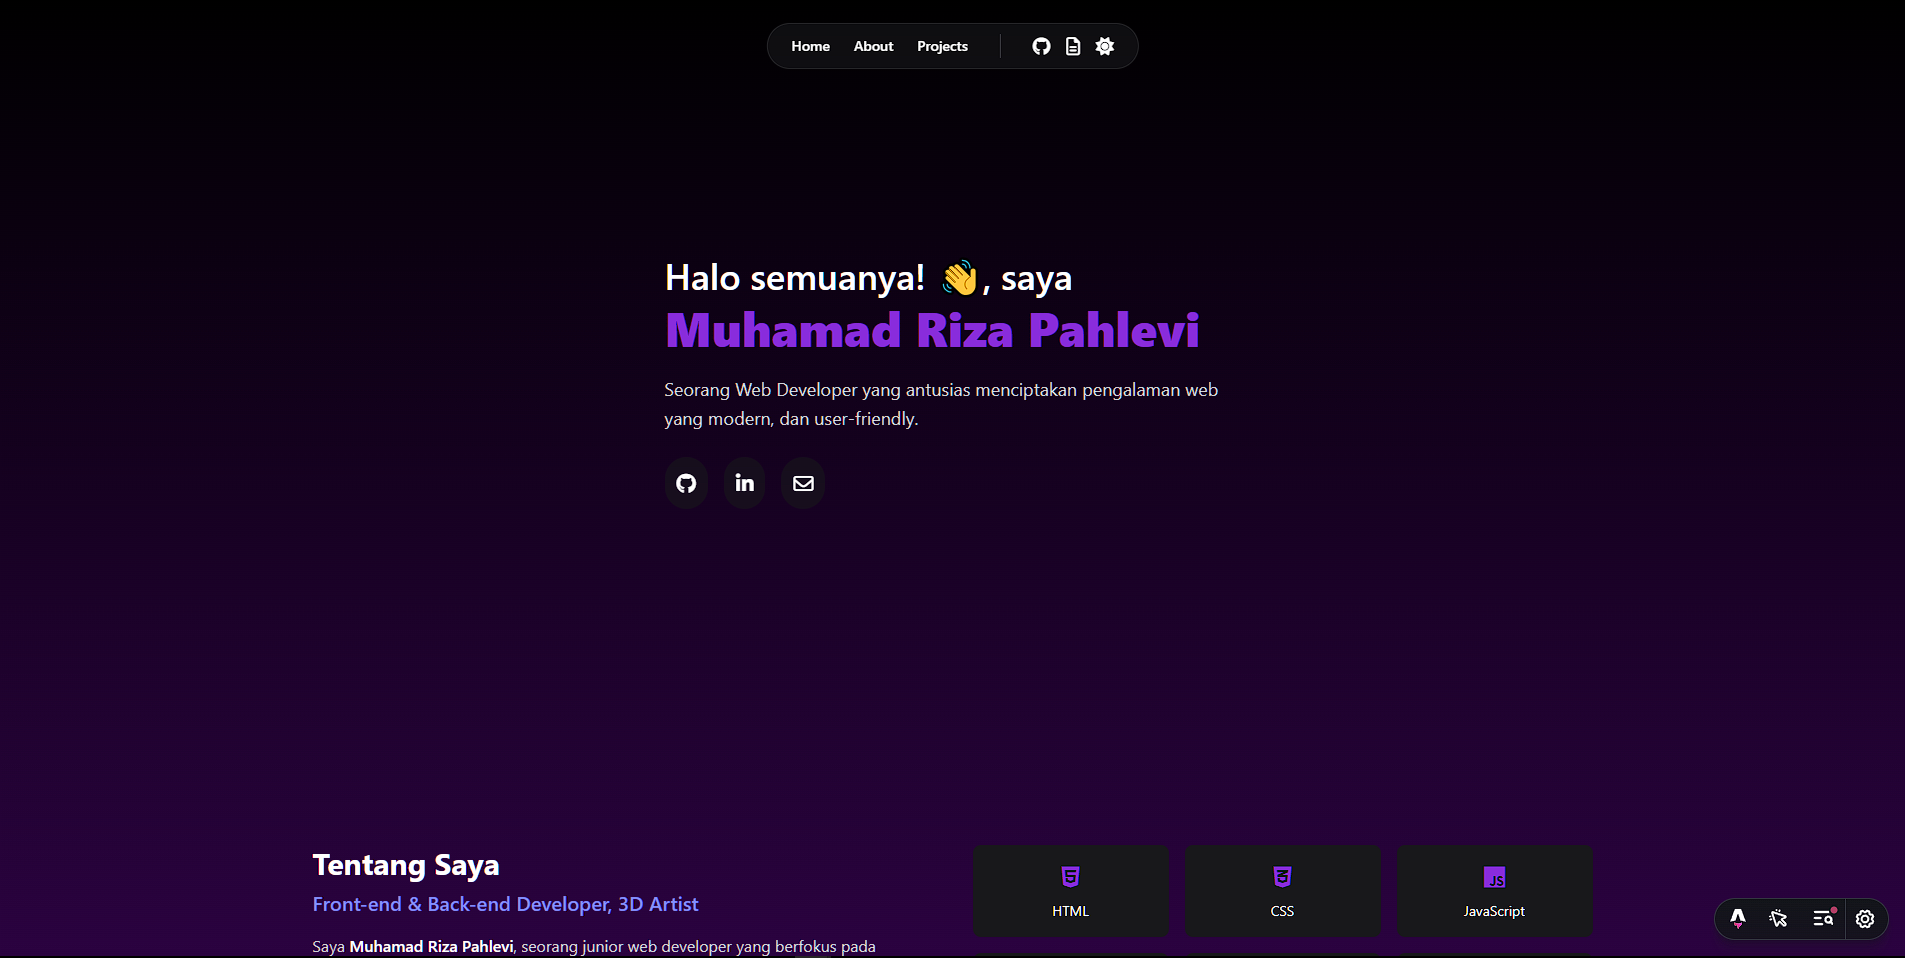 Home About Projects
Halo semuanya! 👋, saya
Muhamad Riza Pahlevi
Seorang Web Developer yang antusias menciptakan pengalaman web
yang modern, dan user-friendly.
Tentang Saya
Front-end & Back-end Developer, 3D Artist
Saya Muhamad Riza Pahlevi, seorang junior web developer yang berfokus pada
HTML
CSS
JS
JavaScript